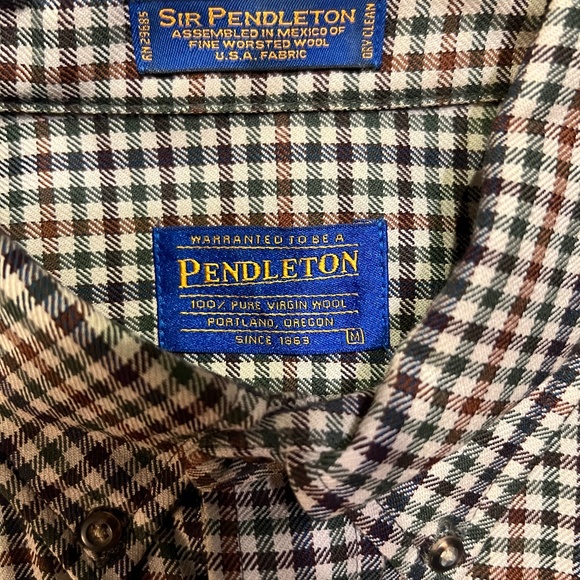 RN 29685
SIR PENDLETON
ASSEMBLED IN MEXICO OF
FINE WORSTED WOOL
U.S.A. FABRIC
DRY CLEAN
WARRANTED TO BE A
PENDLETON
100% PURE VIRGIN WOOL
PORTLAND, OREGON
SINCE 1863
M